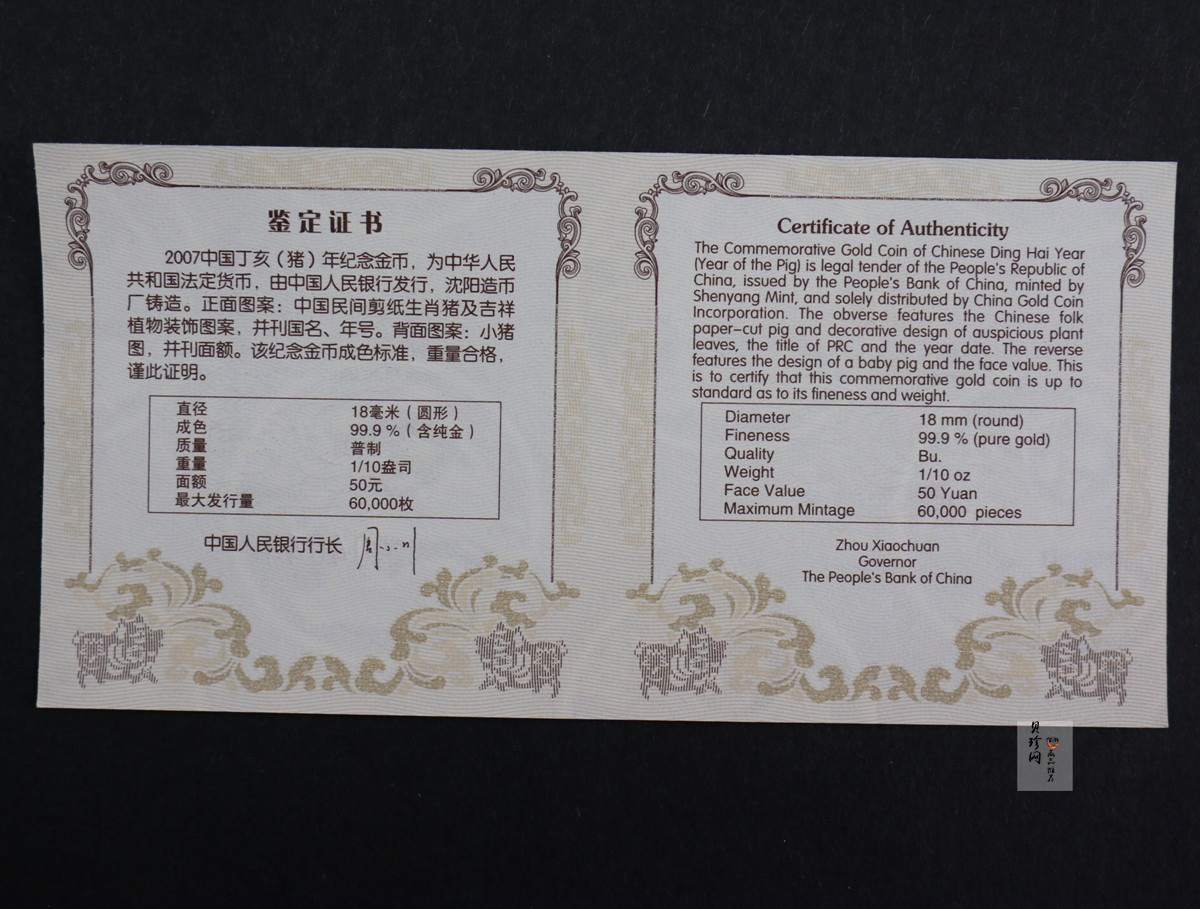 鉴定证书
2007中国丁亥（猪）年纪念金币，为中华人民
共和国法定货币，由中国人民银行发行，沈阳造币
厂铸造。正面图案：中国民间剪纸生肖猪及吉祥
植物装饰图案，并刊国名、年号。背面图案：小猪
图，并刊面额。该纪念金币成色标准，重量合格，
谨此证明。
直径 18毫米（圆形）
成色 99.9％（含纯金）
质量 普制
重量 1/10盎司
面额 50元
最大发行量 60,000枚
中国人民银行行长
Certificate of Authenticity
The Commemorative Gold Coin of Chinese Ding Hai Year
(Year of the Pig) is legal tender of the People's Republic of
China, issued by the People's Bank of China, minted by
Shenyang Mint, and solely distributed by China Gold Coin
Incorporation. The obverse features the Chinese folk
paper-cut pig and decorative design of auspicious plant
leaves, the title of PRC and the year date. The reverse
features the design of a baby pig and the face value. This
is to certify that this commemorative gold coin is up to
standard as to its fineness and weight.
Diameter 18 mm (round)
Fineness 99.9 % (pure gold)
Quality Bu.
Weight 1/10 oz
Face Value 50 Yuan
Maximum Mintage 60,000 pieces
Zhou Xiaochuan
Governor
The People's Bank of China
贝珍网